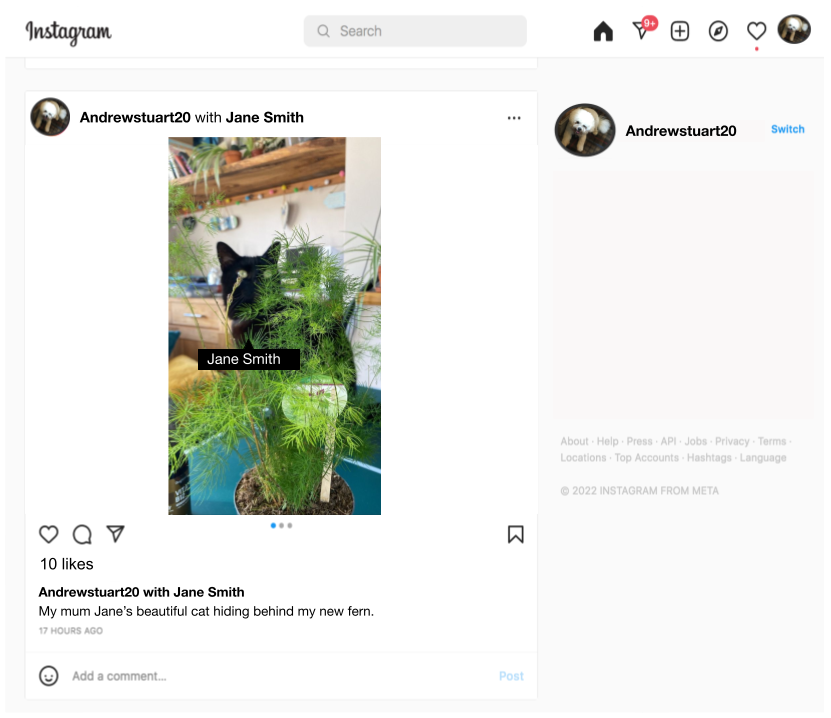 Instagram
Search
9+
Andrewstuart20 with Jane Smith
Andrewstuart20
Switch
Jane Smith
About · Help · Press · API · Jobs · Privacy · Terms ·
Locations · Top Accounts · Hashtags · Language
© 2022 INSTAGRAM FROM META
10 likes
Andrewstuart20 with Jane Smith
My mum Jane’s beautiful cat hiding behind my new fern.
17 HOURS AGO
Add a comment...
Post